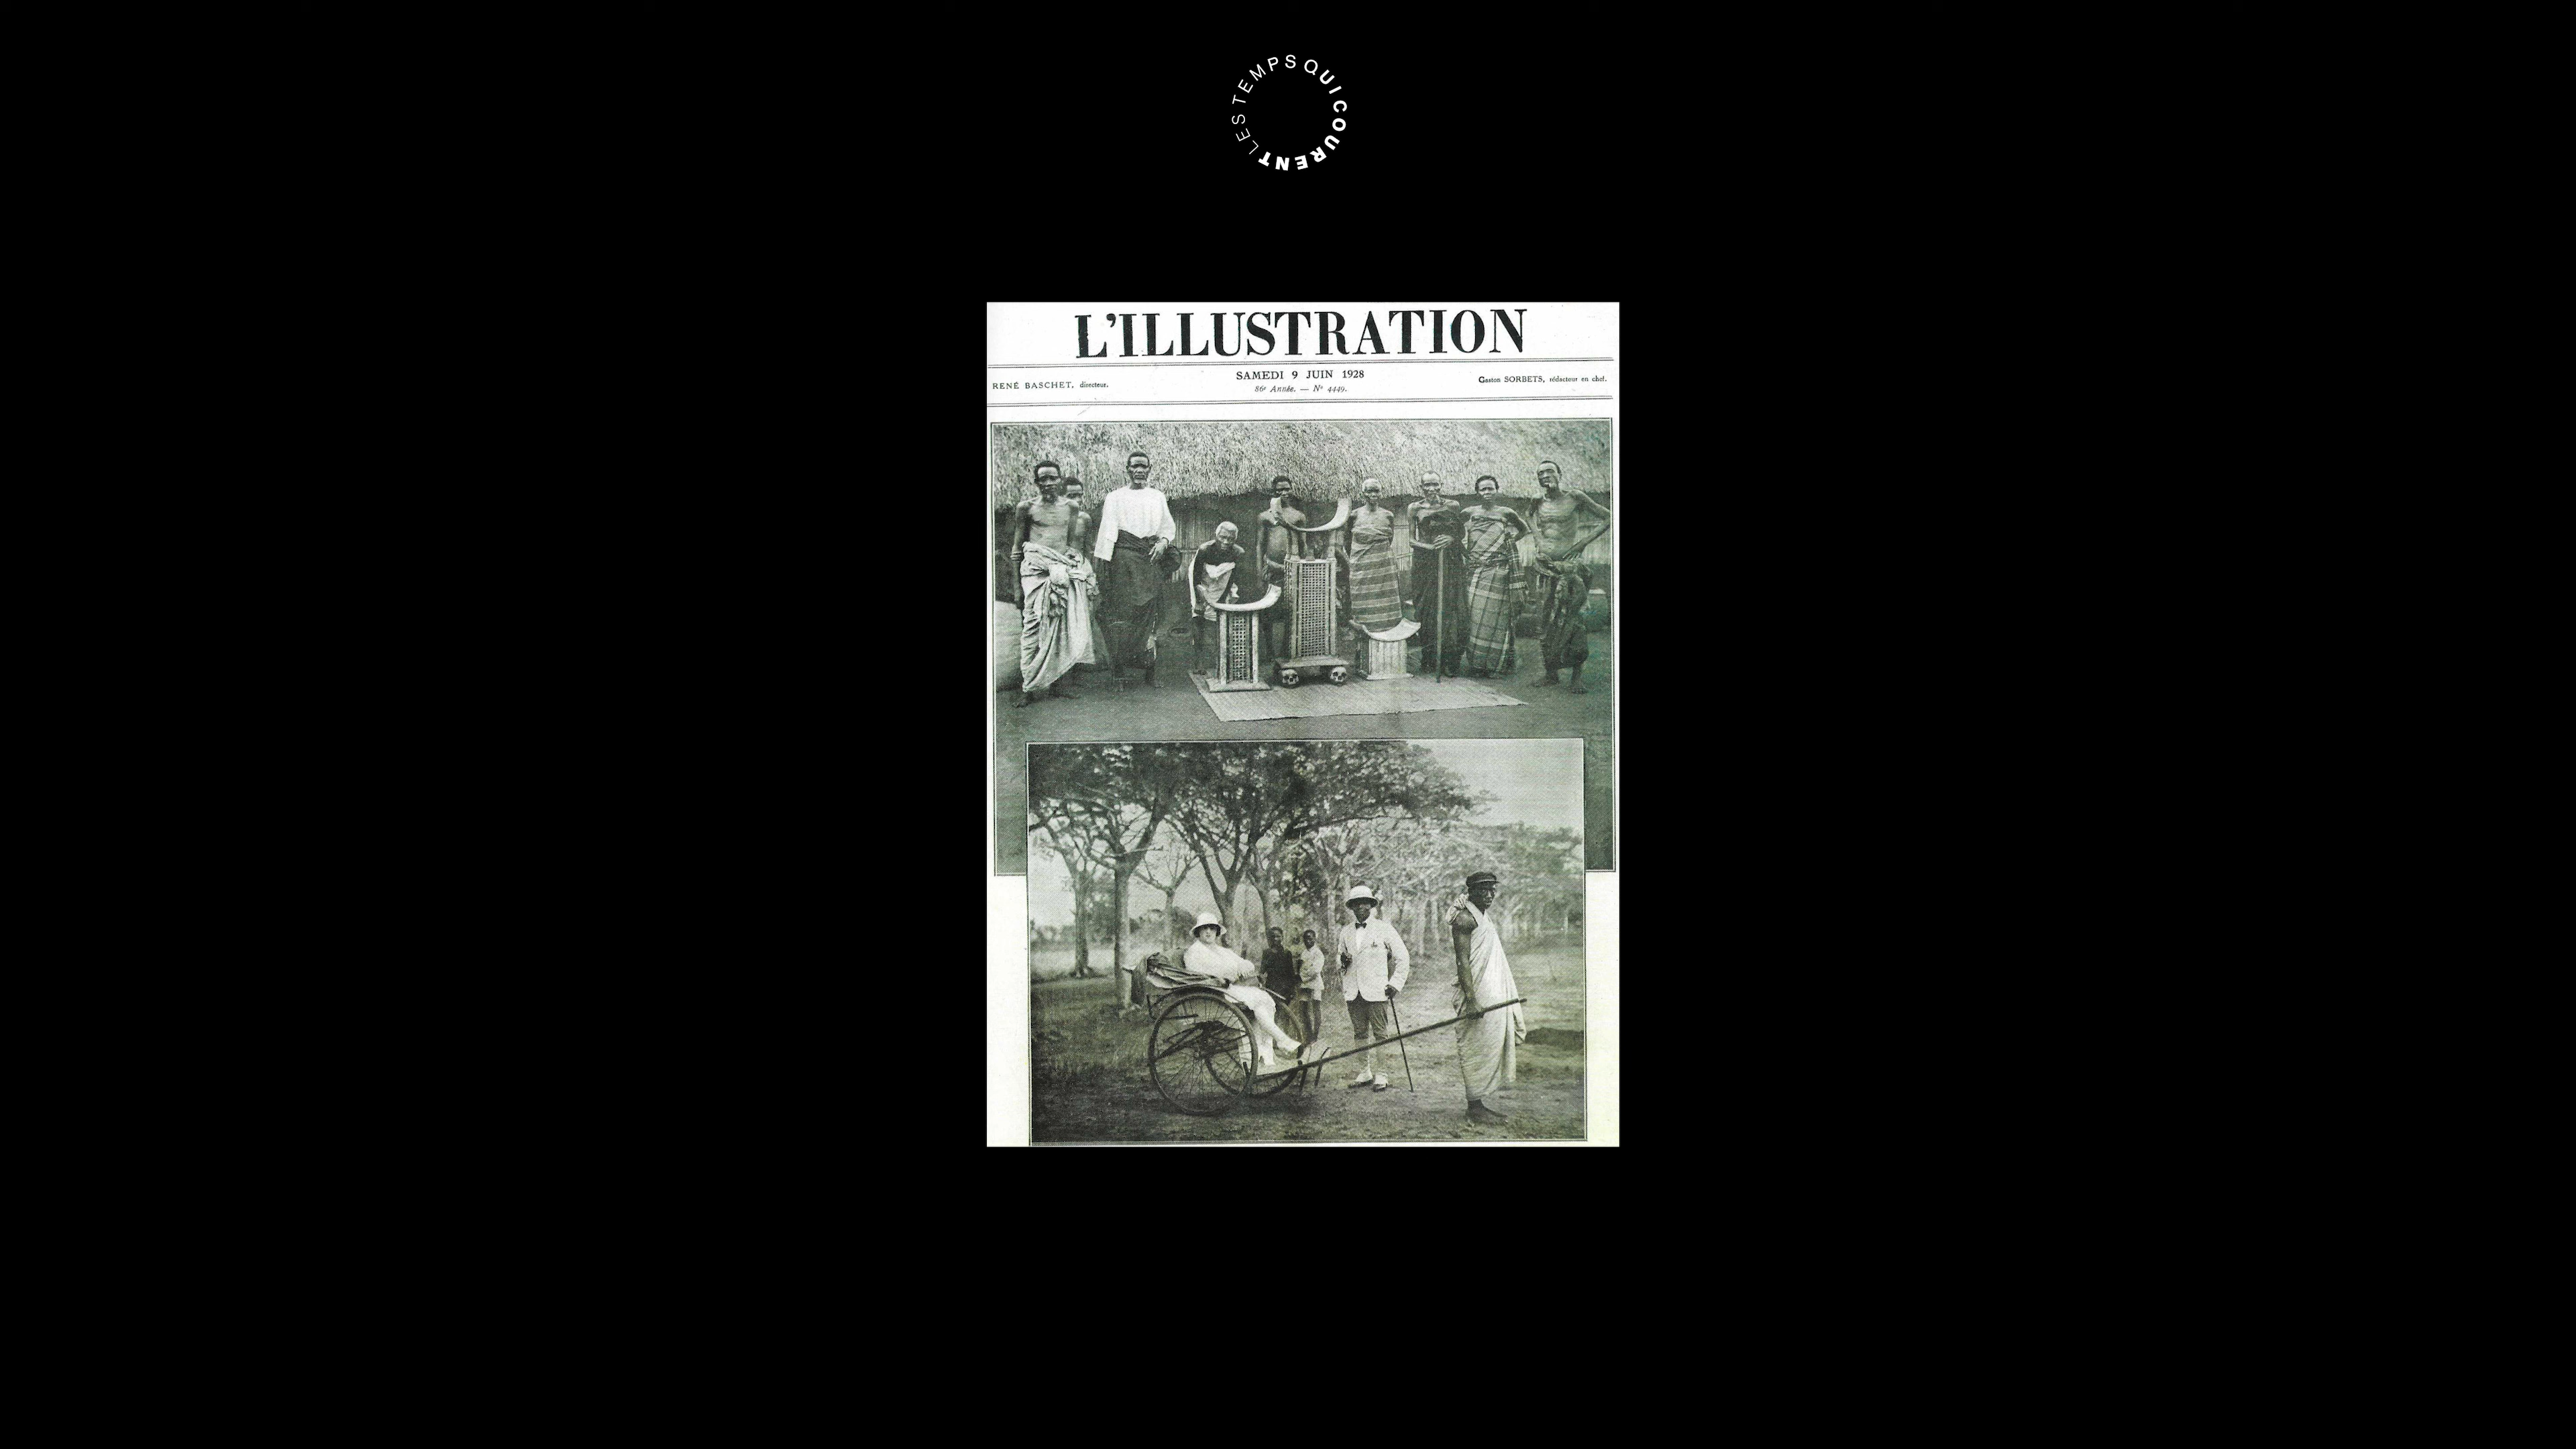 LES TEMPS QUI COURENT
L'ILLUSTRATION
RENÉ BASCHET, directeur.
SAMEDI 9 JUIN 1928
86e Année. — No 4449.
Gaston SORBETS, rédacteur en chef.